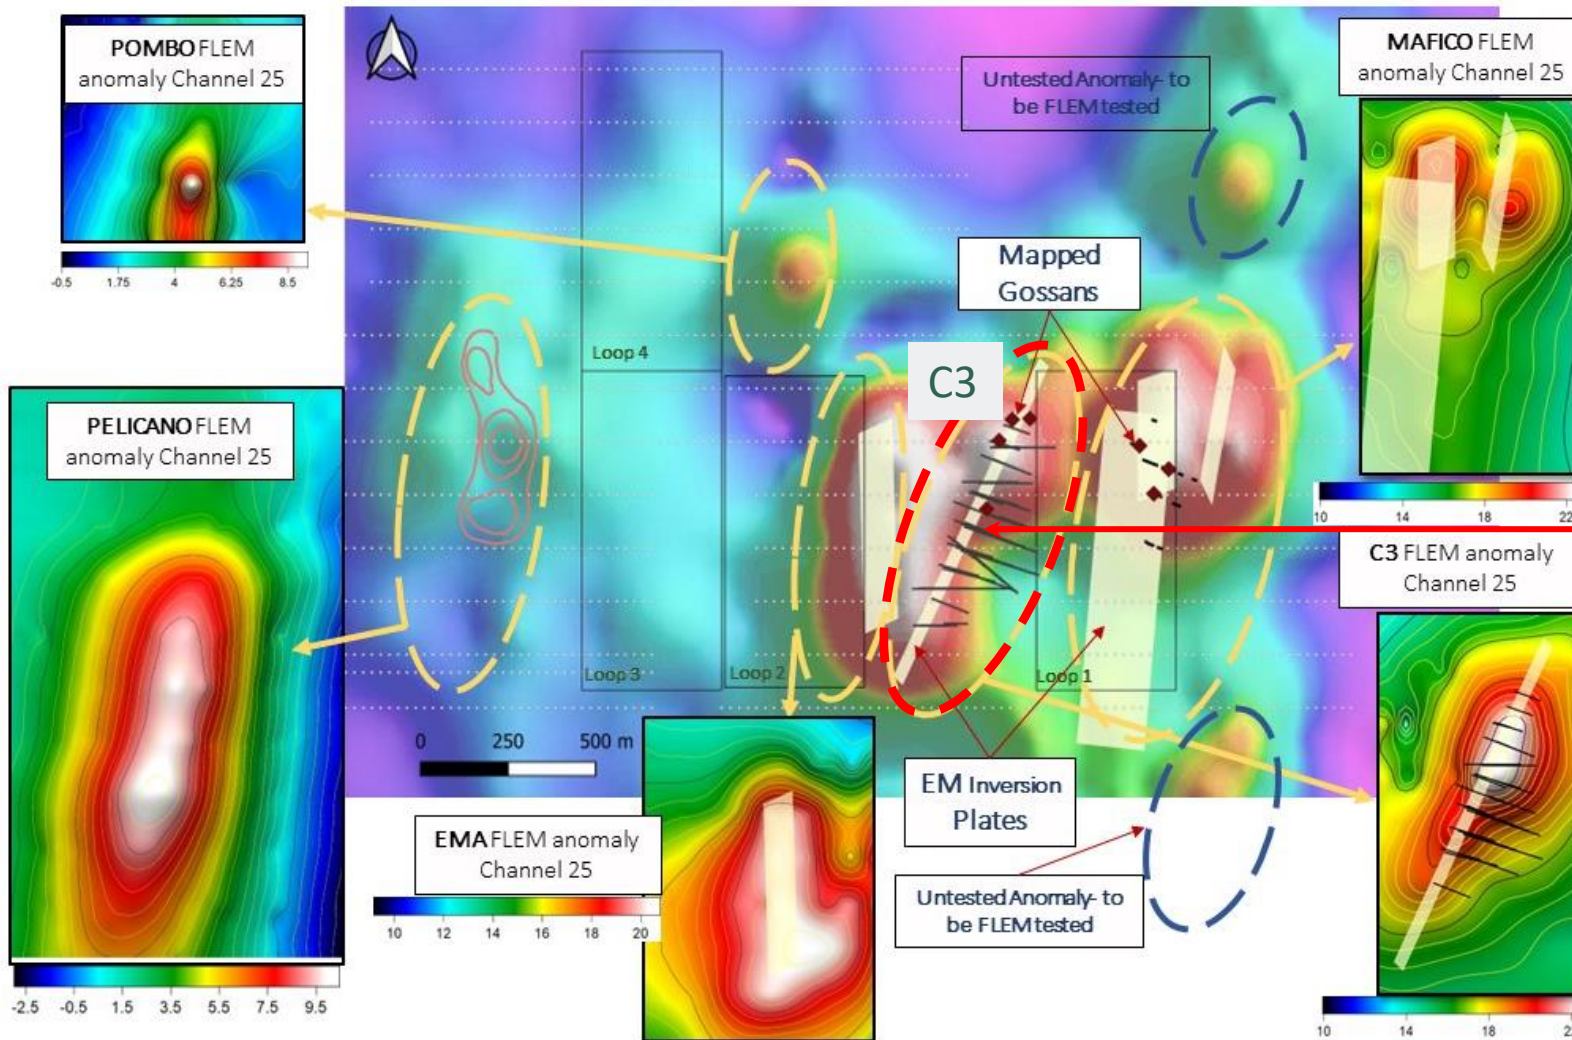 POMBO FLEM
anomaly Channel 25
-0.5 1.75 4 6.25 8.5
Untested Anomaly- to
be FLEM tested
MAFICO FLEM
anomaly Channel 25
10 14 18
Mapped
Gossans
C3
Loop 4
Loop 3
Loop 2
Loop 1
PELICANO FLEM
anomaly Channel 25
-2.5 -0.5 1.5 3.5 5.5 7.5 9.5
0 250 500 m
EMA FLEM anomaly
Channel 25
10 12 14 16 18 20
EM Inversion
Plates
Untested Anomaly- to
be FLEM tested
C3 FLEM anomaly
Channel 25
10 14 18